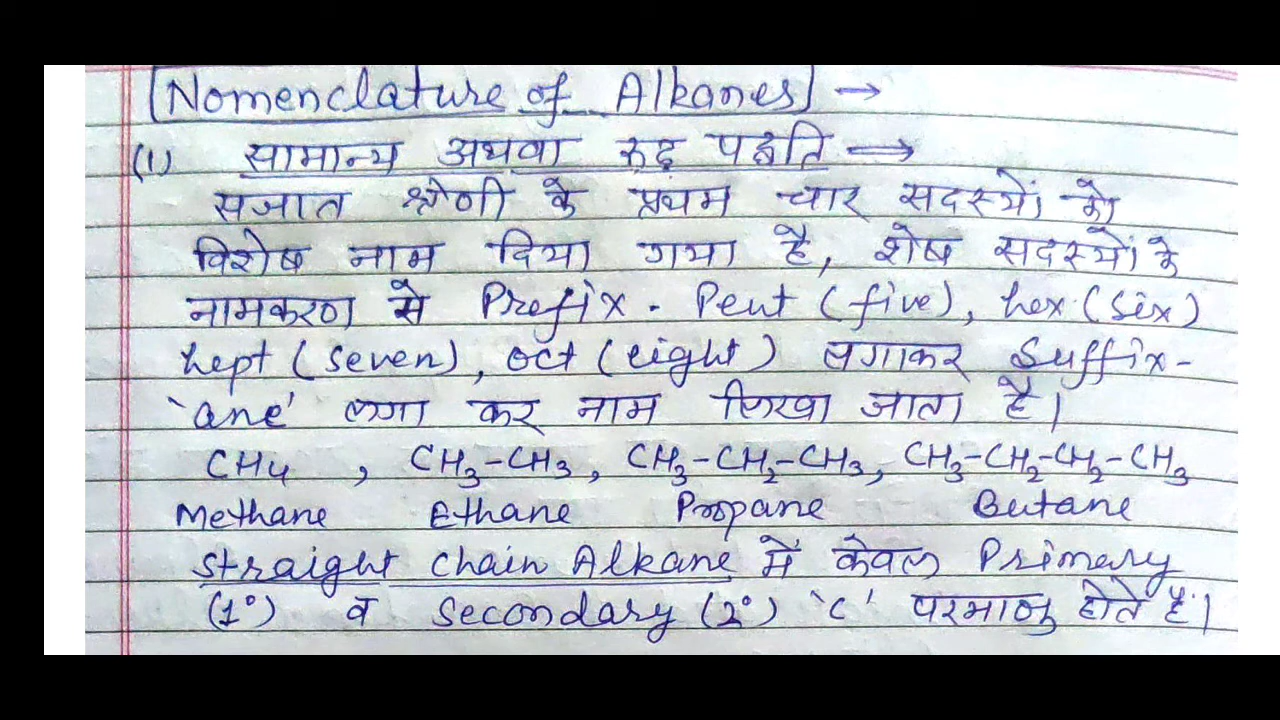 Nomenclature of Alkanes →
(1) सामान्य अथवा रूढ़ पद्धति →
सजात श्रेणी के प्रथम चार सदस्यों को
विशेष नाम दिया गया है, शेष सदस्यों के
नामकरण से Prefix - Pent (five), hex (six)
hept (seven), oct (eight) लगाकर Suffix-
'ane' लगा कर नाम लिखा जाता है।
CH₄ , CH₃-CH₃, CH₃-CH₂-CH₃, CH₃-CH₂-CH₂-CH₃
Methane Ethane Propane Butane
straight chain Alkane में केवल Primary
(1°) व secondary (2°) 'C' परमाणु होते हैं।